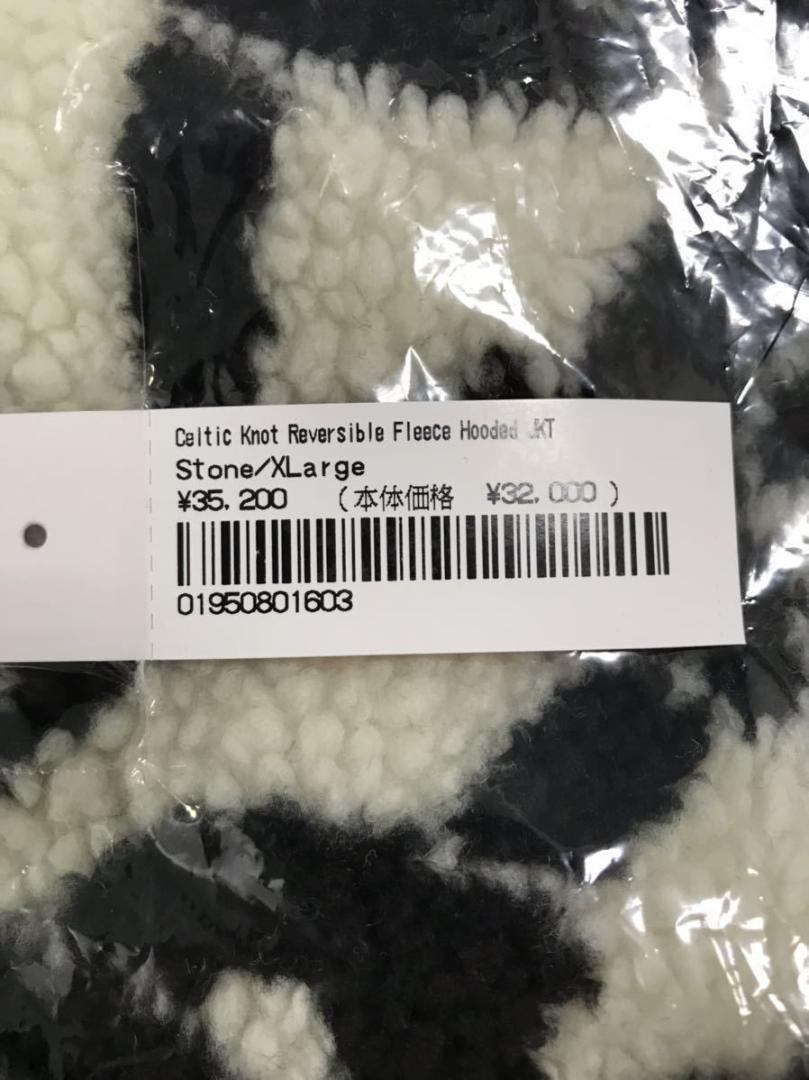 Celtic Knot Reversible Fleece Hooded JKT
Stone/XLarge
¥35,200 (本体価格 ¥32,000 )
01950801603